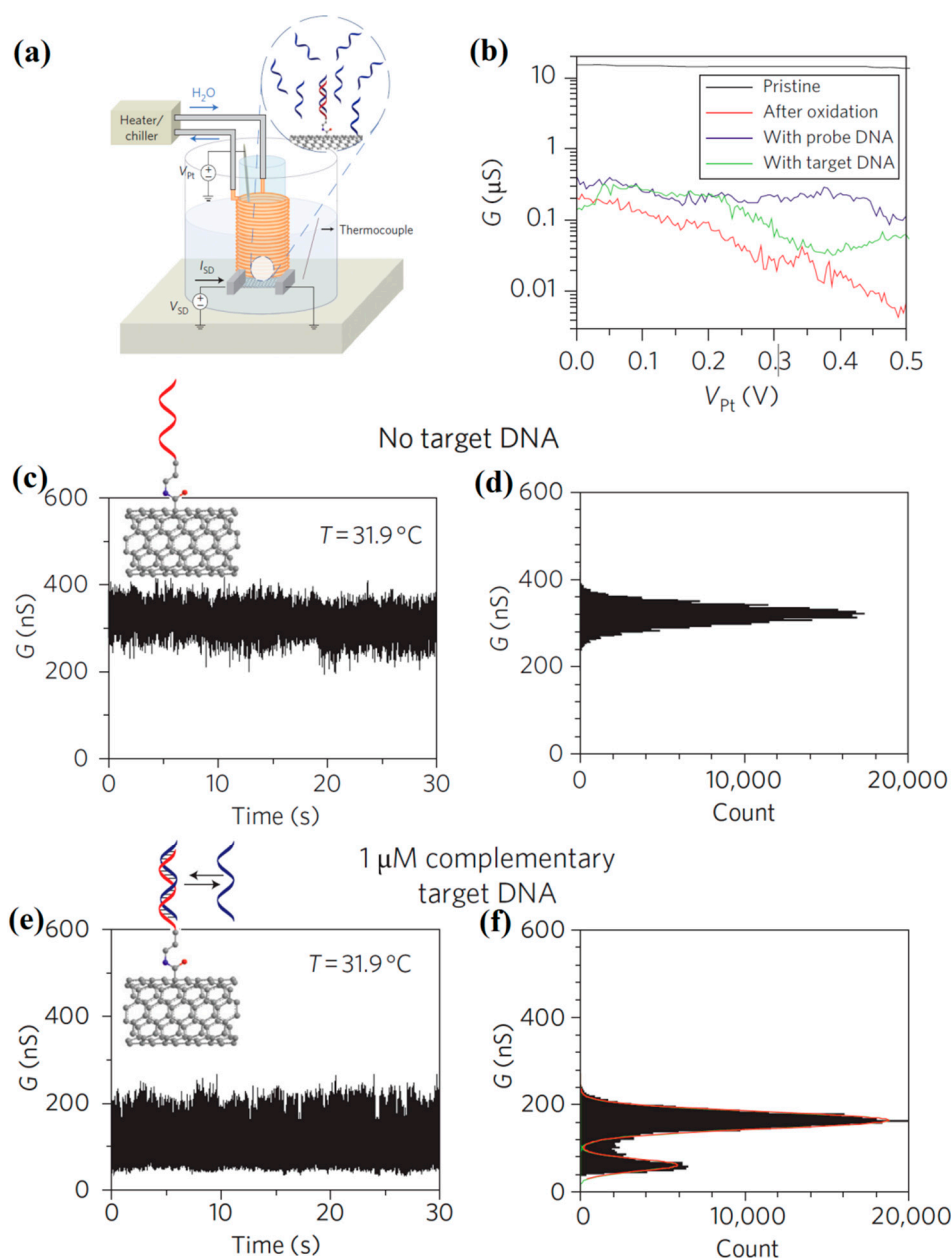 (a)
Heater/
chiller
H₂O
V_Pt
Thermocouple
I_SD
V_SD
(b)
G (μS)
10
1
0.1
0.01
Pristine
After oxidation
With probe DNA
With target DNA
0.0 0.1 0.2 0.3 0.4 0.5
V_Pt (V)
No target DNA
(c)
G (nS)
600
400
200
0
T = 31.9 °C
0 10 20 30
Time (s)
(d)
G (nS)
600
400
200
0
0 10,000 20,000
Count
1 μM complementary
target DNA
(e)
G (nS)
600
400
200
0
T = 31.9 °C
0 10 20 30
Time (s)
(f)
G (nS)
600
400
200
0
0 10,000 20,000
Count